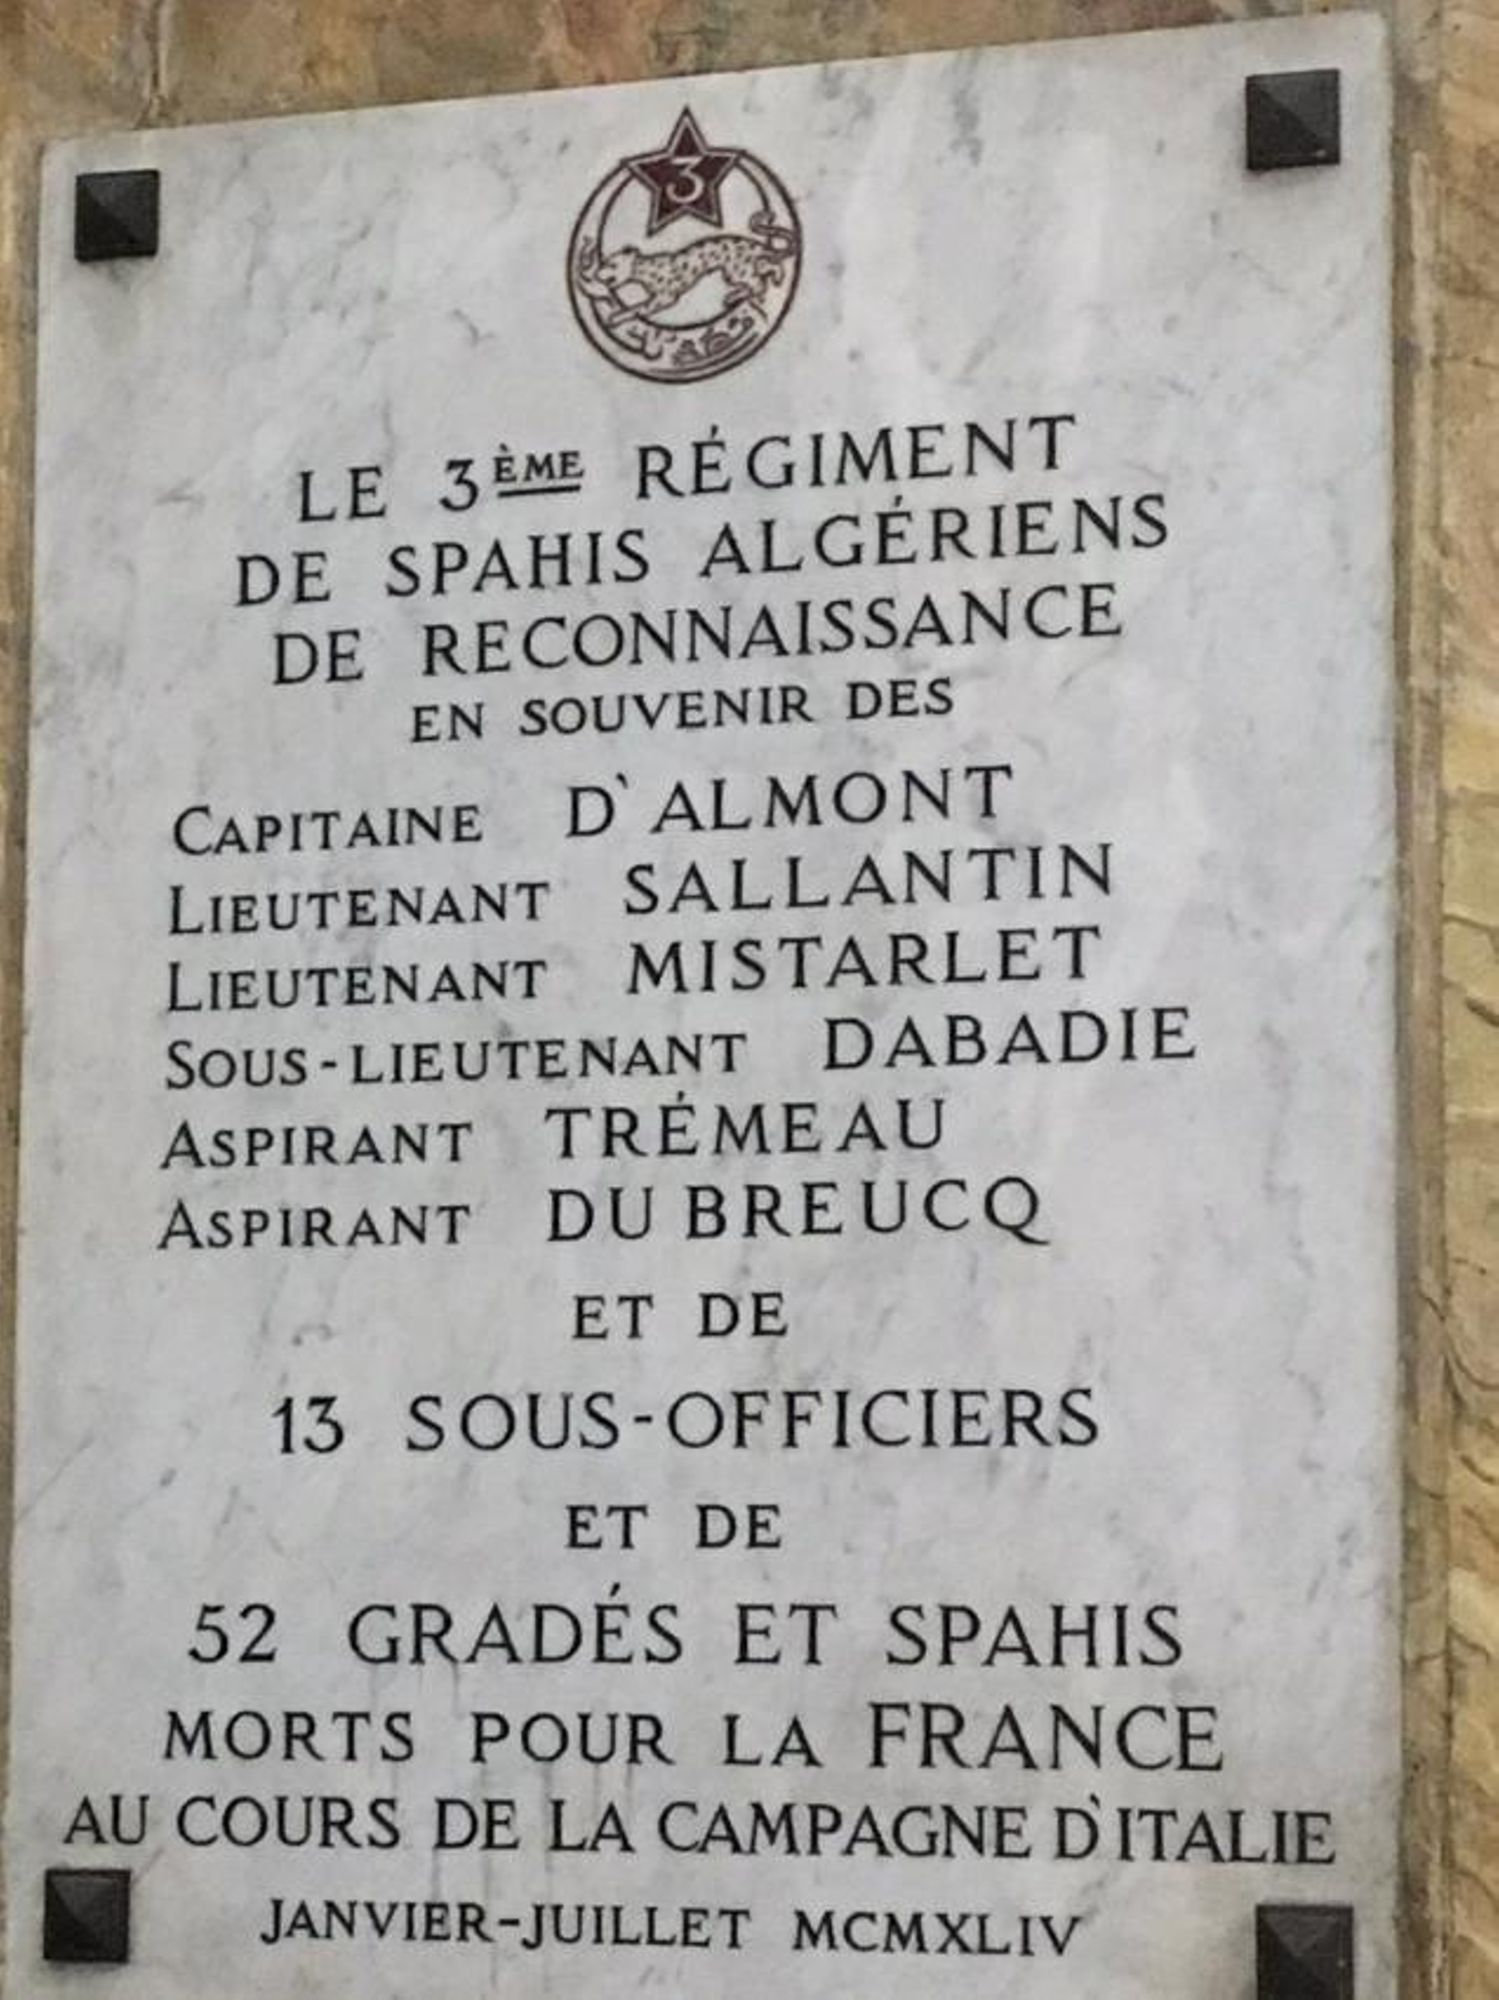 3
LE 3ÈME RÉGIMENT
DE SPAHIS ALGÉRIENS
DE RECONNAISSANCE
EN SOUVENIR DES
CAPITAINE D'ALMONT
LIEUTENANT SALLANTIN
LIEUTENANT MISTARLET
SOUS-LIEUTENANT DABADIE
ASPIRANT TRÉMEAU
ASPIRANT DU BREUCQ
ET DE
13 SOUS-OFFICIERS
ET DE
52 GRADÉS ET SPAHIS
MORTS POUR LA FRANCE
AU COURS DE LA CAMPAGNE D'ITALIE
JANVIER-JUILLET MCMXLIV